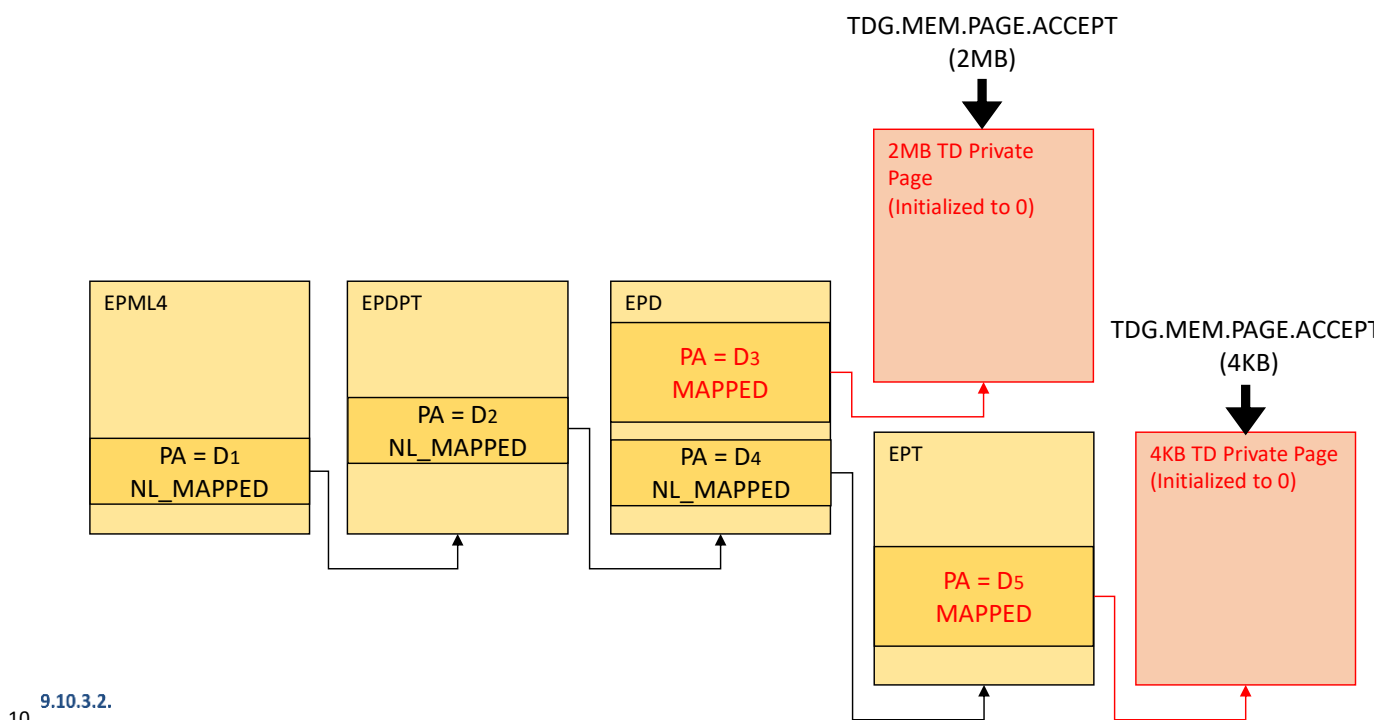 TDG.MEM.PAGE.ACCEPT
(2MB)
2MB TD Private
Page
(Initialized to 0)
EPML4
EPDPT
EPD
PA = D3
MAPPED
TDG.MEM.PAGE.ACCEPT
(4KB)
PA = D2
NL_MAPPED
PA = D1
NL_MAPPED
PA = D4
NL_MAPPED
EPT
4KB TD Private Page
(Initialized to 0)
PA = D5
MAPPED
9.10.3.2.
10